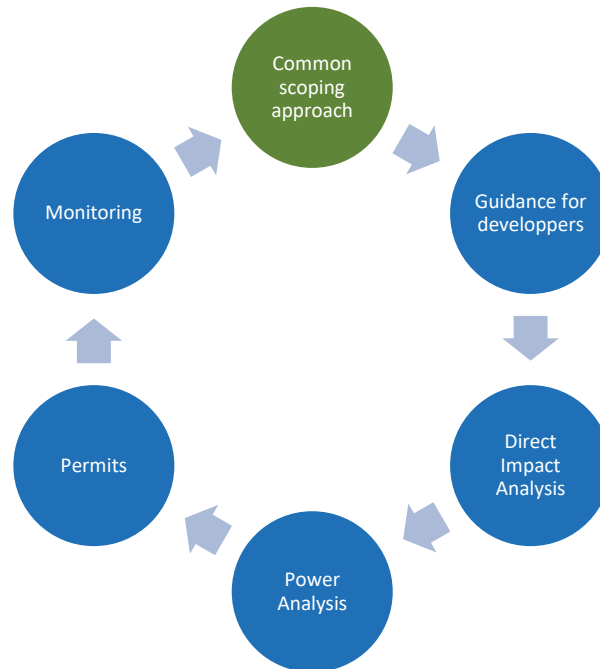 Common
scoping
approach
Guidance for
developpers
Direct
Impact
Analysis
Power
Analysis
Permits
Monitoring